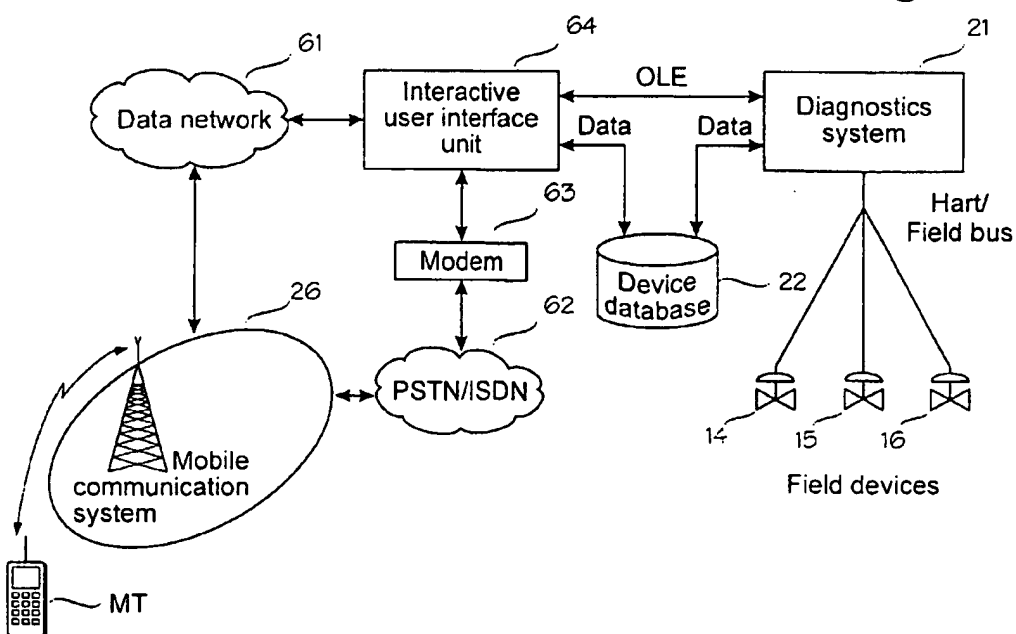 61
64
21
Data network
Interactive
user interface
unit
OLE
Data
Data
Diagnostics
system
63
Modem
Hart/
Field bus
Device
database
22
26
62
PSTN/ISDN
Mobile
communication
system
14
15
16
Field devices
MT